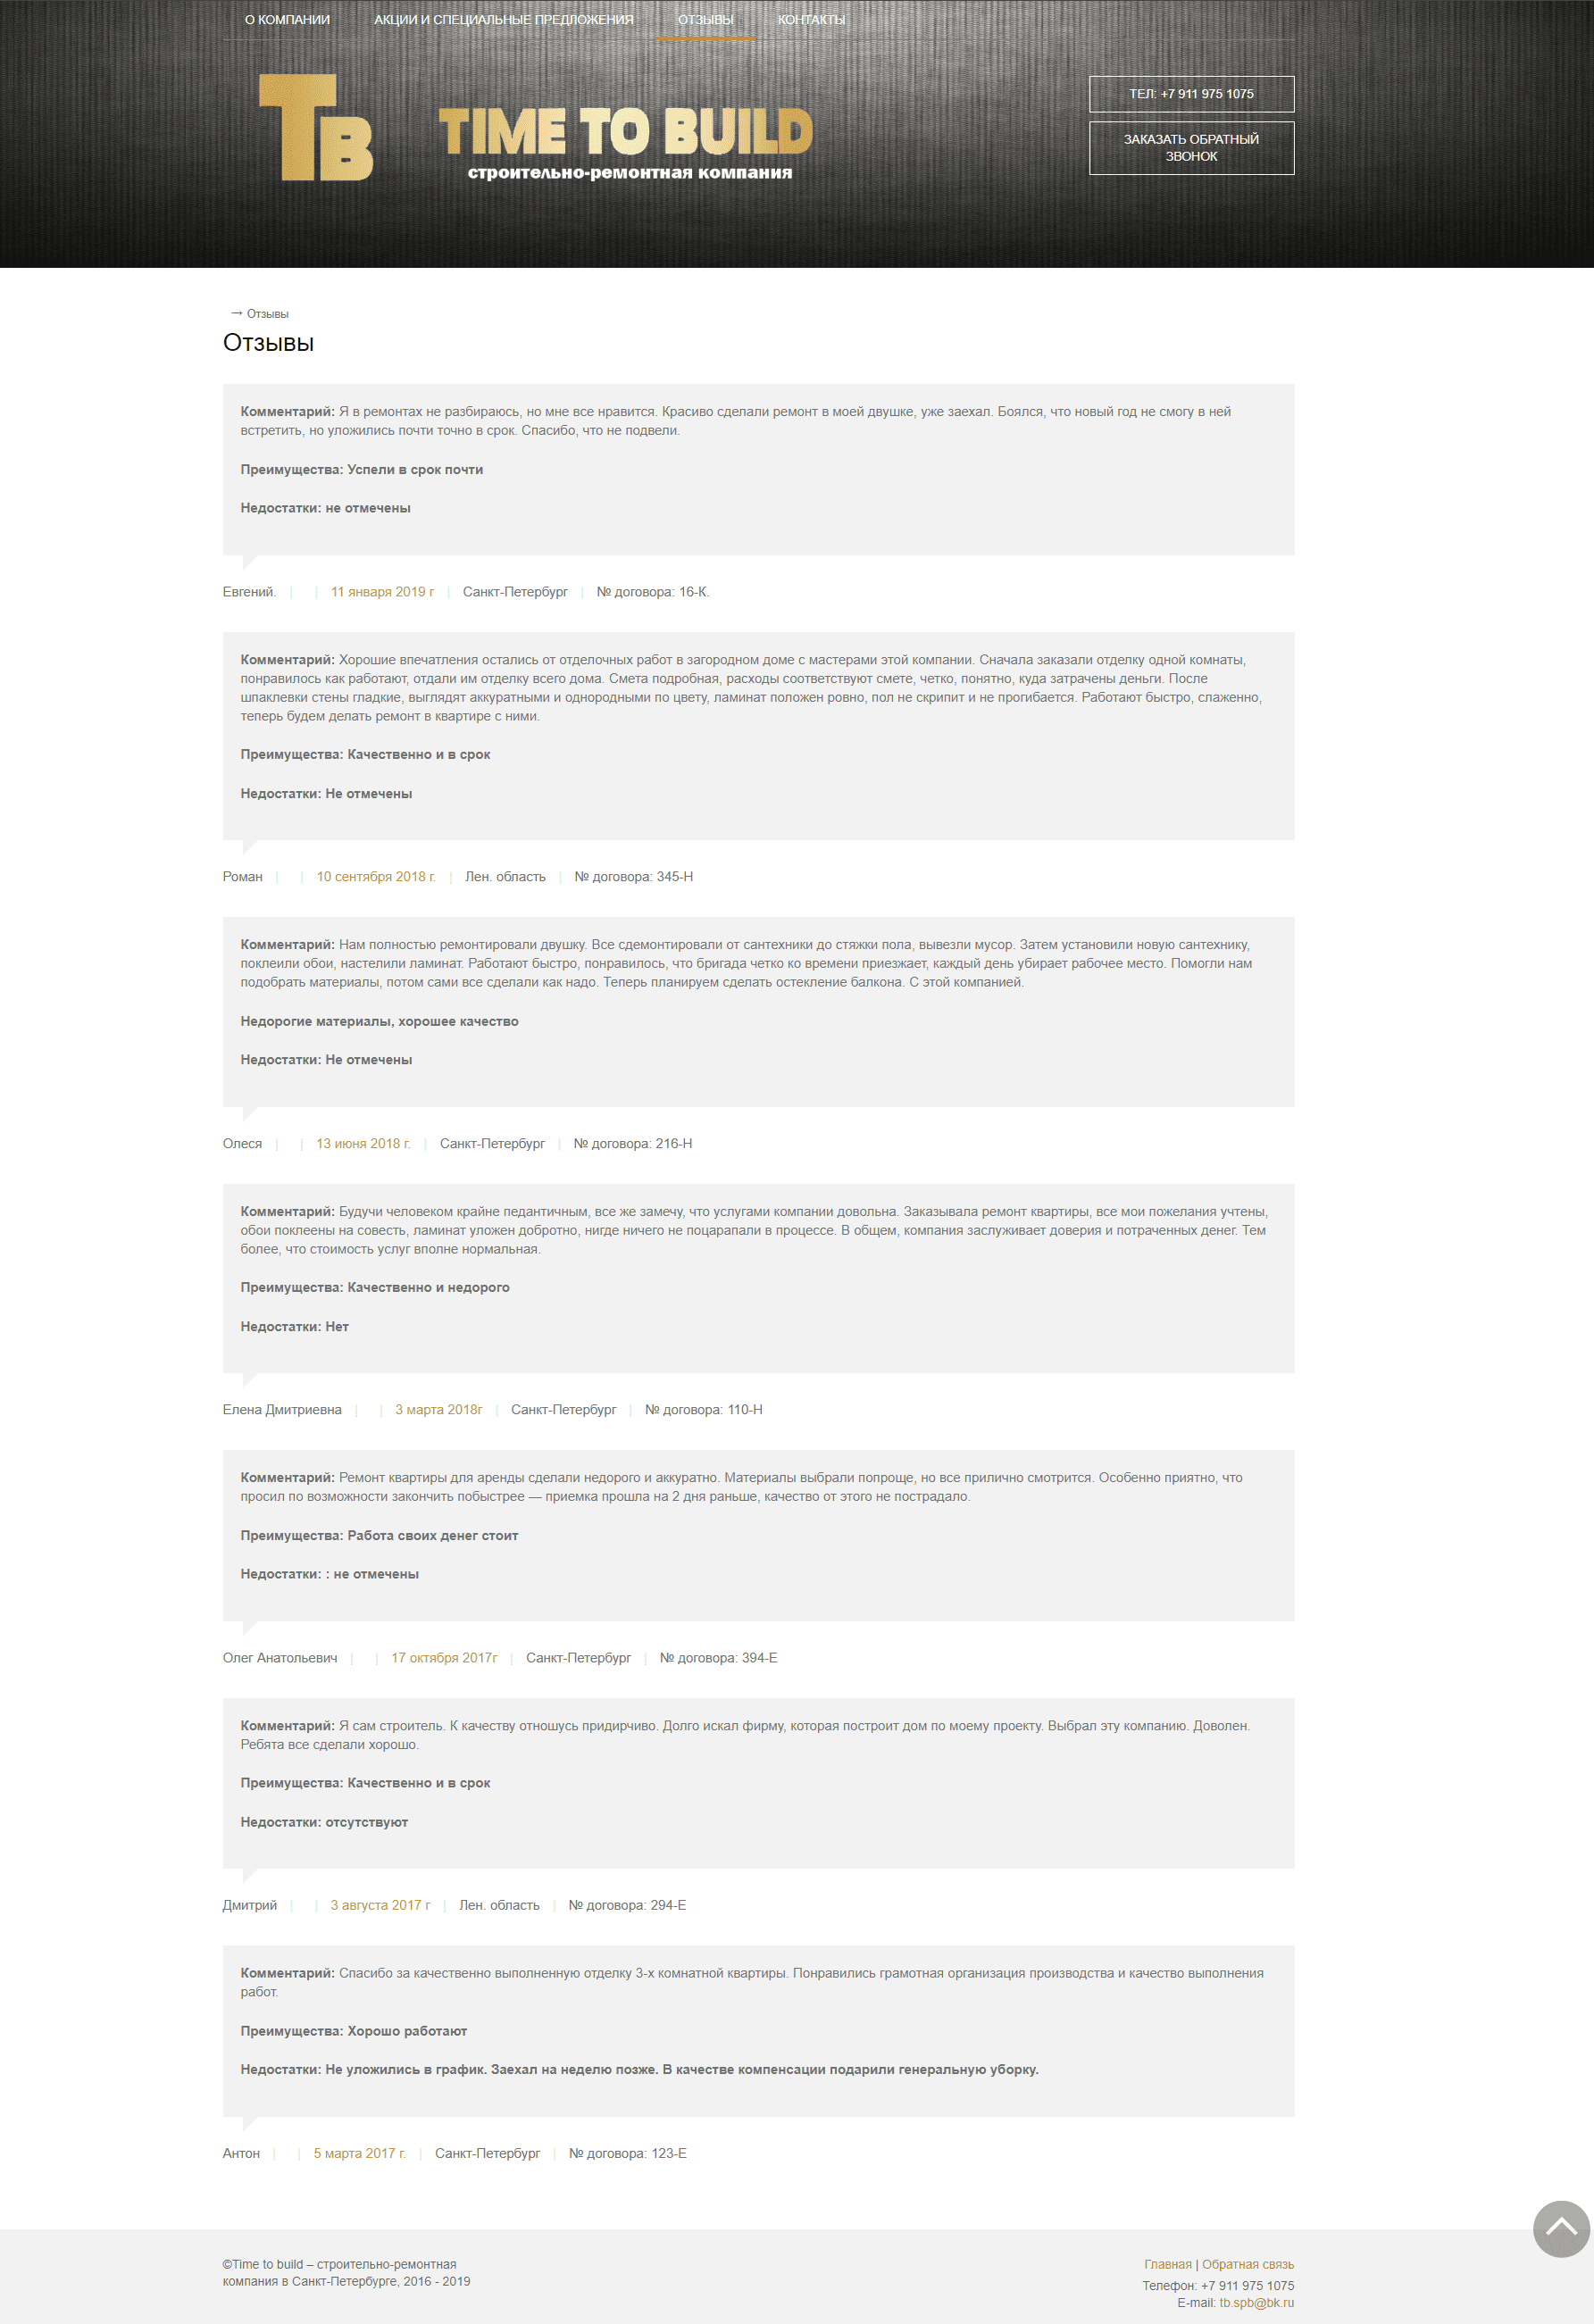 О КОМПАНИИ АКЦИИ И СПЕЦИАЛЬНЫЕ ПРЕДЛОЖЕНИЯ ОТЗЫВЫ КОНТАКТЫ
ТВ
TIME TO BUILD
строительно-ремонтная компания
ТЕЛ: +7 911 975 1075
ЗАКАЗАТЬ ОБРАТНЫЙ
ЗВОНОК
→ Отзывы
Отзывы
Комментарий: Я в ремонтах не разбираюсь, но мне все нравится. Красиво сделали ремонт в моей двушке, уже заехал. Боялся, что новый год не смогу в ней
встретить, но уложились почти точно в срок. Спасибо, что не подвели.
Преимущества: Успели в срок почти
Недостатки: не отмечены
Евгений. | | 11 января 2019 г | Санкт-Петербург | № договора: 16-К.
Комментарий: Хорошие впечатления остались от отделочных работ в загородном доме с мастерами этой компании. Сначала заказали отделку одной комнаты,
понравилось как работают, отдали им отделку всего дома. Смета подробная, расходы соответствуют смете, четко, понятно, куда затрачены деньги. После
шпаклевки стены гладкие, выглядят аккуратными и однородными по цвету, ламинат положен ровно, пол не скрипит и не прогибается. Работают быстро, слаженно,
теперь будем делать ремонт в квартире с ними.
Преимущества: Качественно и в срок
Недостатки: Не отмечены
Роман | | 10 сентября 2018 г. | Лен. область | № договора: 345-Н
Комментарий: Нам полностью ремонтировали двушку. Все сдемонтировали от сантехники до стяжки пола, вывезли мусор. Затем установили новую сантехнику,
поклеили обои, настелили ламинат. Работают быстро, понравилось, что бригада четко ко времени приезжает, каждый день убирает рабочее место. Помогли нам
подобрать материалы, потом сами все сделали как надо. Теперь планируем сделать остекление балкона. С этой компанией.
Недорогие материалы, хорошее качество
Недостатки: Не отмечены
Олеся | | 13 июня 2018 г. | Санкт-Петербург | № договора: 216-Н
Комментарий: Будучи человеком крайне педантичным, все же замечу, что услугами компании довольна. Заказывала ремонт квартиры, все мои пожелания учтены,
обои поклеены на совесть, ламинат уложен добротно, нигде ничего не поцарапали в процессе. В общем, компания заслуживает доверия и потраченных денег. Тем
более, что стоимость услуг вполне нормальная.
Преимущества: Качественно и недорого
Недостатки: Нет
Елена Дмитриевна | | 3 марта 2018г | Санкт-Петербург | № договора: 110-Н
Комментарий: Ремонт квартиры для аренды сделали недорого и аккуратно. Материалы выбрали попроще, но все прилично смотрится. Особенно приятно, что
просил по возможности закончить побыстрее — приемка прошла на 2 дня раньше, качество от этого не пострадало.
Преимущества: Работа своих денег стоит
Недостатки: : не отмечены
Олег Анатольевич | | 17 октября 2017г | Санкт-Петербург | № договора: 394-Е
Комментарий: Я сам строитель. К качеству отношусь придирчиво. Долго искал фирму, которая построит дом по моему проекту. Выбрал эту компанию. Доволен.
Ребята все сделали хорошо.
Преимущества: Качественно и в срок
Недостатки: отсутствуют
Дмитрий | | 3 августа 2017 г | Лен. область | № договора: 294-Е
Комментарий: Спасибо за качественно выполненную отделку 3-х комнатной квартиры. Понравились грамотная организация производства и качество выполнения
работ.
Преимущества: Хорошо работают
Недостатки: Не уложились в график. Заехал на неделю позже. В качестве компенсации подарили генеральную уборку.
Антон | | 5 марта 2017 г. | Санкт-Петербург | № договора: 123-Е
©Time to build – строительно-ремонтная
компания в Санкт-Петербурге, 2016 - 2019
Главная | Обратная связь
Телефон: +7 911 975 1075
E-mail: tb.spb@bk.ru